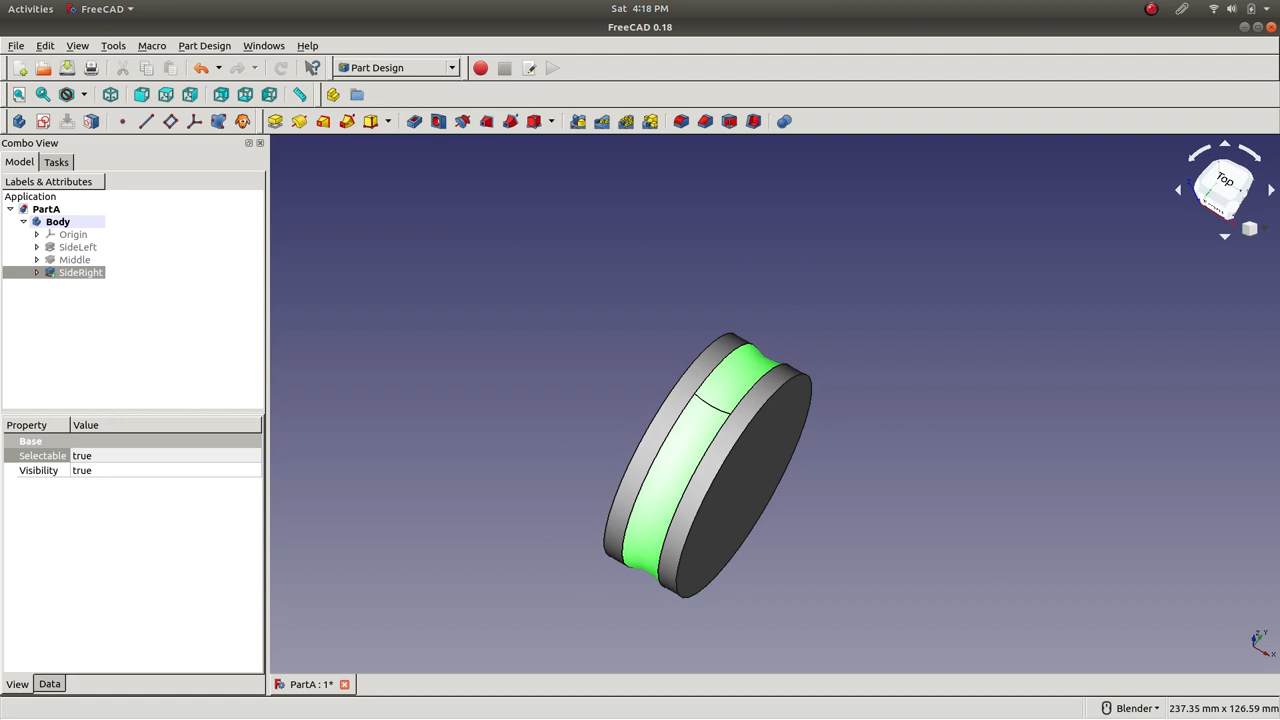 Activities FreeCAD Sat 4:18 PM
FreeCAD 0.18
File Edit View Tools Macro Part Design Windows Help
Part Design
Combo View
Model Tasks
Labels & Attributes
Application
PartA
Body
Origin
SideLeft
Middle
SideRight
Top
Property Value
Base
Selectable true
Visibility true
Z Y
X
View Data PartA : 1*
Blender 237.35 mm x 126.59 mm